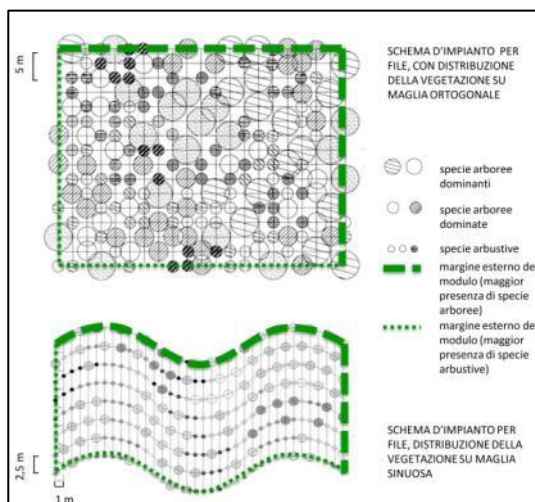 5 m
SCHEMA D'IMPIANTO PER
FILE, CON DISTRIBUZIONE
DELLA VEGETAZIONE SU
MAGLIA ORTOGONALE
specie arboree
dominanti
specie arboree
dominate
specie arbustive
margine esterno del
modulo (maggior
presenza di specie
arboree)
margine esterno del
modulo (maggior
presenza di specie
arbustive)
SCHEMA D'IMPIANTO PER
FILE, DISTRIBUZIONE DELLA
VEGETAZIONE SU MAGLIA
SINUOSA
2,5 m
1 m